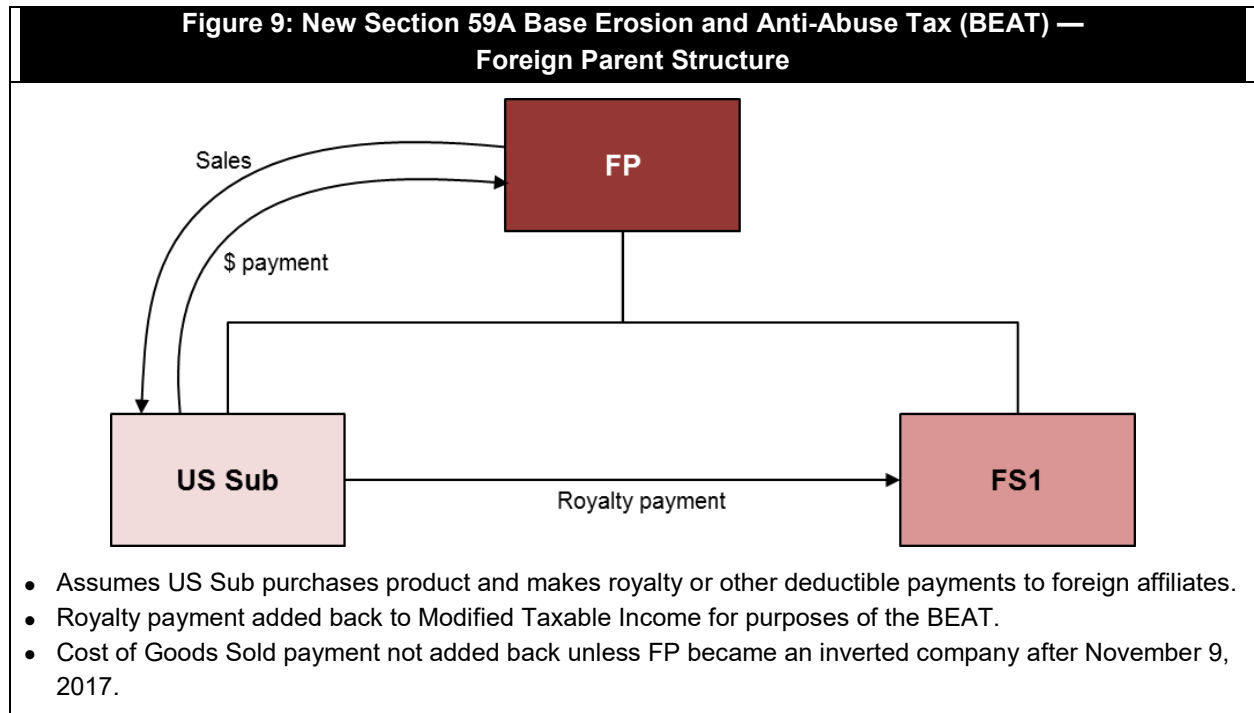 Figure 9: New Section 59A Base Erosion and Anti-Abuse Tax (BEAT) —
Foreign Parent Structure
FP
Sales
$ payment
US Sub
Royalty payment
FS1
• Assumes US Sub purchases product and makes royalty or other deductible payments to foreign affiliates.
• Royalty payment added back to Modified Taxable Income for purposes of the BEAT.
• Cost of Goods Sold payment not added back unless FP became an inverted company after November 9,
2017.